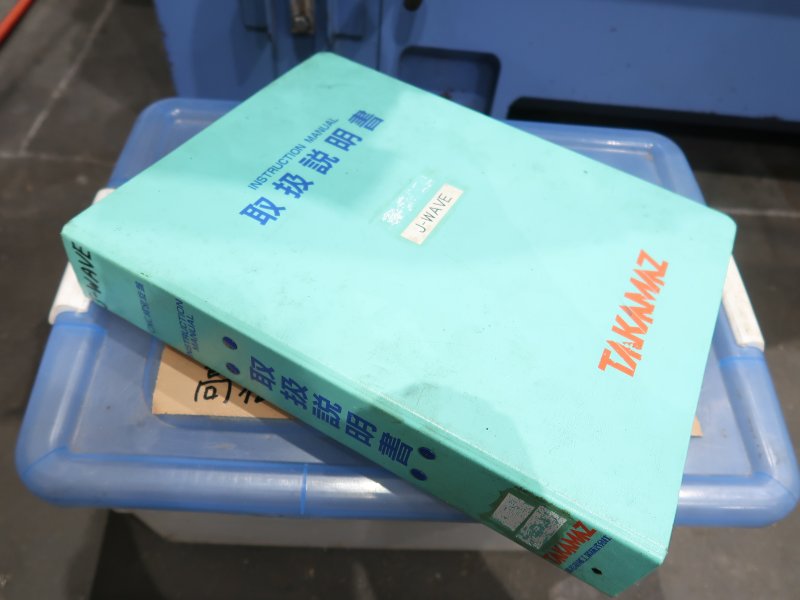 INSTRUCTION MANUAL
取扱説明書
J-WAVE
TAKAMAZ
J-WAVE
INSTRUCTION
MANUAL
取扱説明書
TAKAMAZ